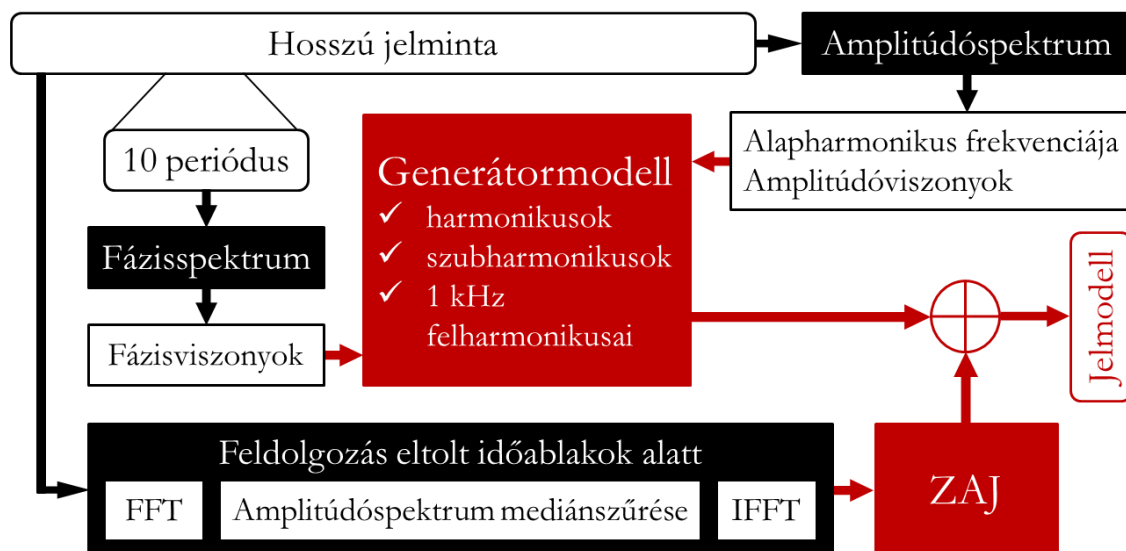 Hosszú jelminta
Amplitúdóspektrum
10 periódus
Alapharmonikus frekvenciája
Amplitúdóviszonyok
Generátormodell
✓ harmonikusok
✓ szubharmonikusok
✓ 1 kHz
felharmonikusai
Fázisspektrum
Fázisviszonyok
Jelmodell
Feldolgozás eltolt időablakok alatt
FFT
Amplitúdóspektrum mediánszűrése
IFFT
ZAJ